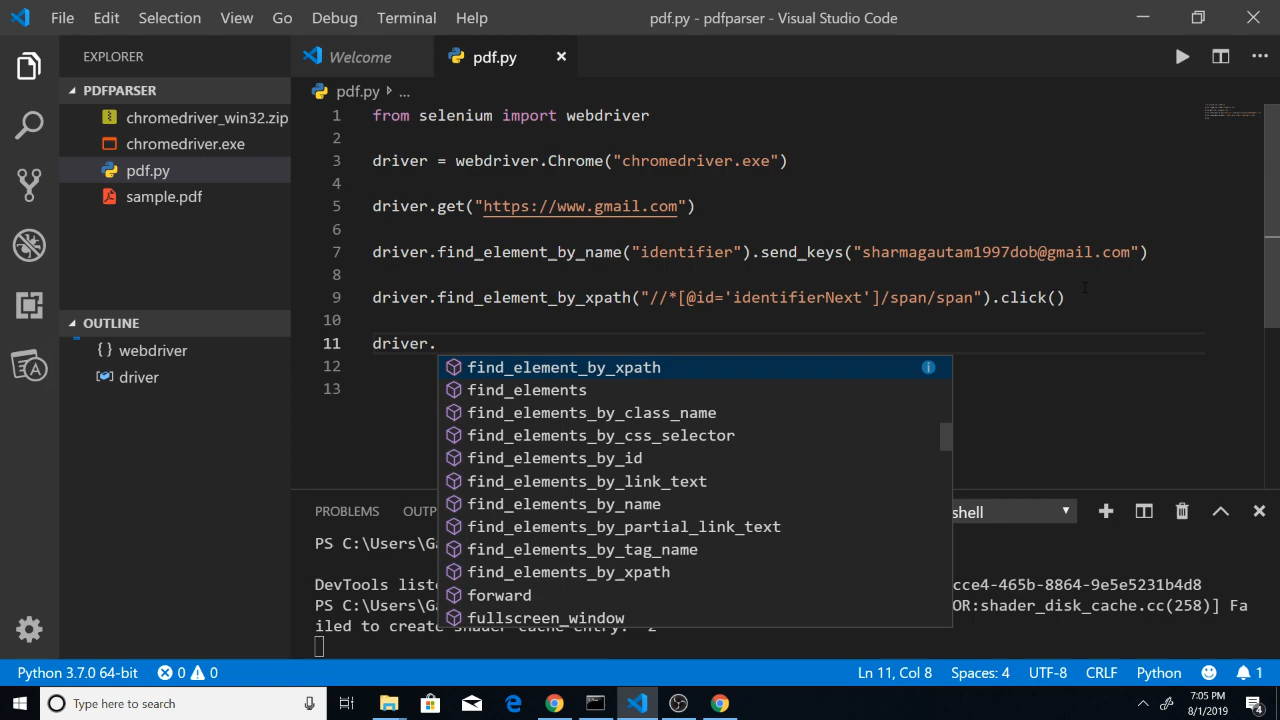 File Edit Selection View Go Debug Terminal Help pdf.py - pdfparser - Visual Studio Code
EXPLORER
PDFPARSER
chromedriver_win32.zip
chromedriver.exe
pdf.py
sample.pdf
OUTLINE
{ } webdriver
driver
Welcome pdf.py
pdf.py ...
1 from selenium import webdriver
2
3 driver = webdriver.Chrome("chromedriver.exe")
4
5 driver.get("https://www.gmail.com")
6
7 driver.find_element_by_name("identifier").send_keys("sharmagautam1997dob@gmail.com")
8
9 driver.find_element_by_xpath("//*[@id='identifierNext']/span/span").click()
10
11 driver.
12
13
find_element_by_xpath
find_elements
find_elements_by_class_name
find_elements_by_css_selector
find_elements_by_id
find_elements_by_link_text
find_elements_by_name
find_elements_by_partial_link_text
find_elements_by_tag_name
find_elements_by_xpath
forward
fullscreen_window
PROBLEMS OUTP shell
PS C:\Users\Ga
DevTools liste cce4-465b-8864-9e5e5231b4d8
PS C:\Users\Ga OR:shader_disk_cache.cc(258)] Fa
iled to create shader cache entry: -2
Python 3.7.0 64-bit 0 0 Ln 11, Col 8 Spaces: 4 UTF-8 CRLF Python 1
Type here to search
7:05 PM
8/1/2019
4